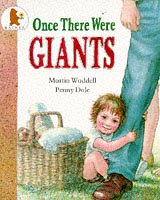 Once There Were
GIANTS
Martin Waddell
Penny Dale